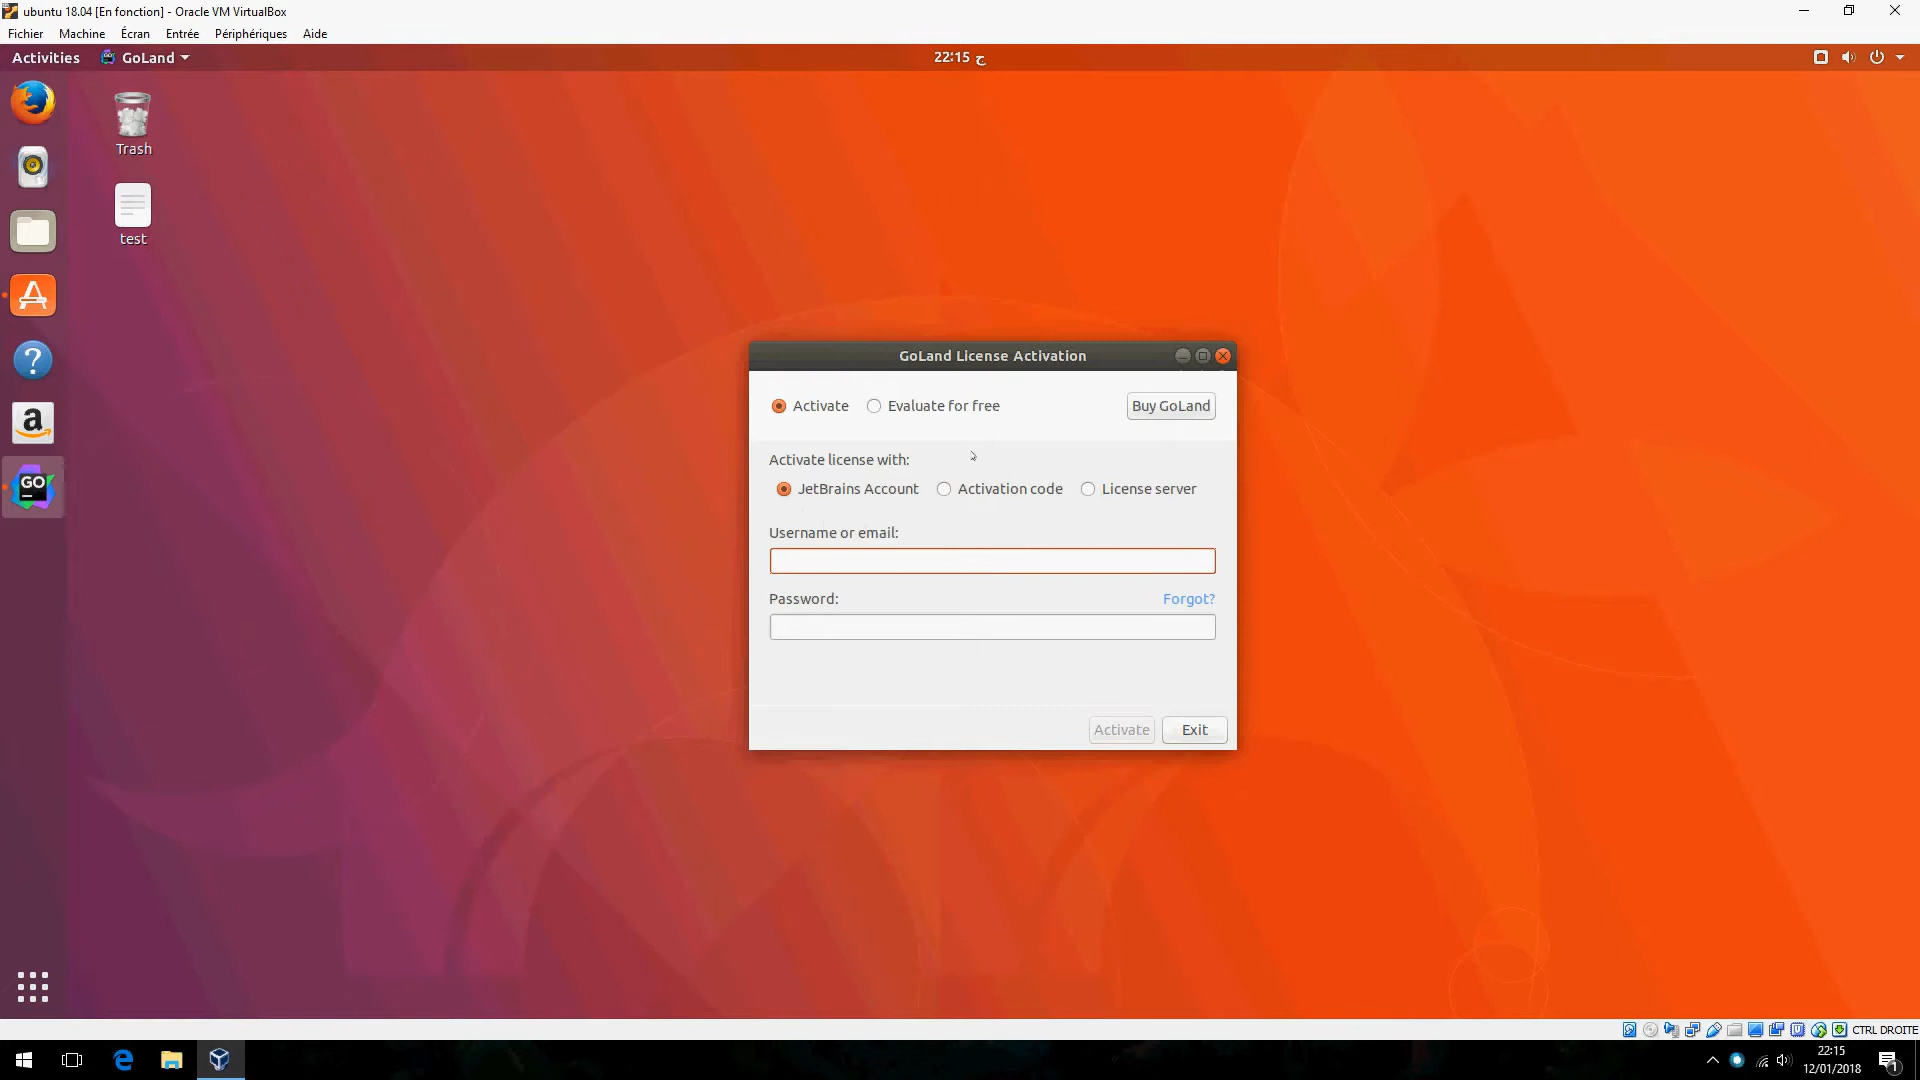 ubuntu 18.04 [En fonction] - Oracle VM VirtualBox
Fichier Machine Écran Entrée Périphériques Aide
Activities GoLand 22:15 ح
Trash
test
GO
a
?
GoLand License Activation
Activate Evaluate for free Buy GoLand
Activate license with:
JetBrains Account Activation code License server
Username or email:
Password: Forgot?
Activate Exit
CTRL DROITE
22:15
12/01/2018
1